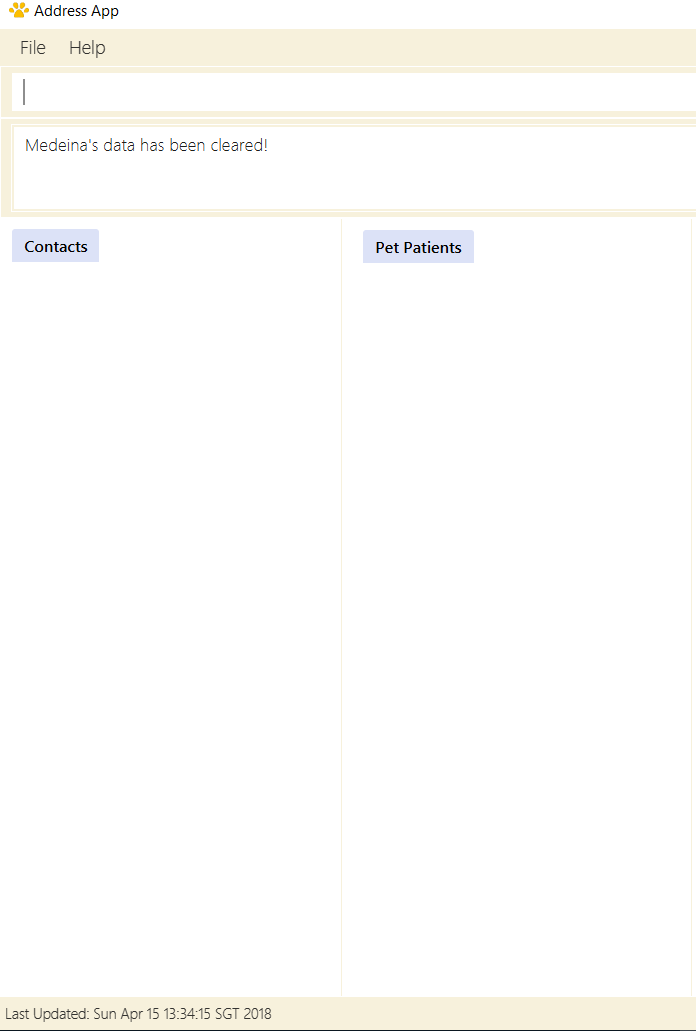 Address App
File Help
Medeina's data has been cleared!
Contacts
Pet Patients
Last Updated: Sun Apr 15 13:34:15 SGT 2018